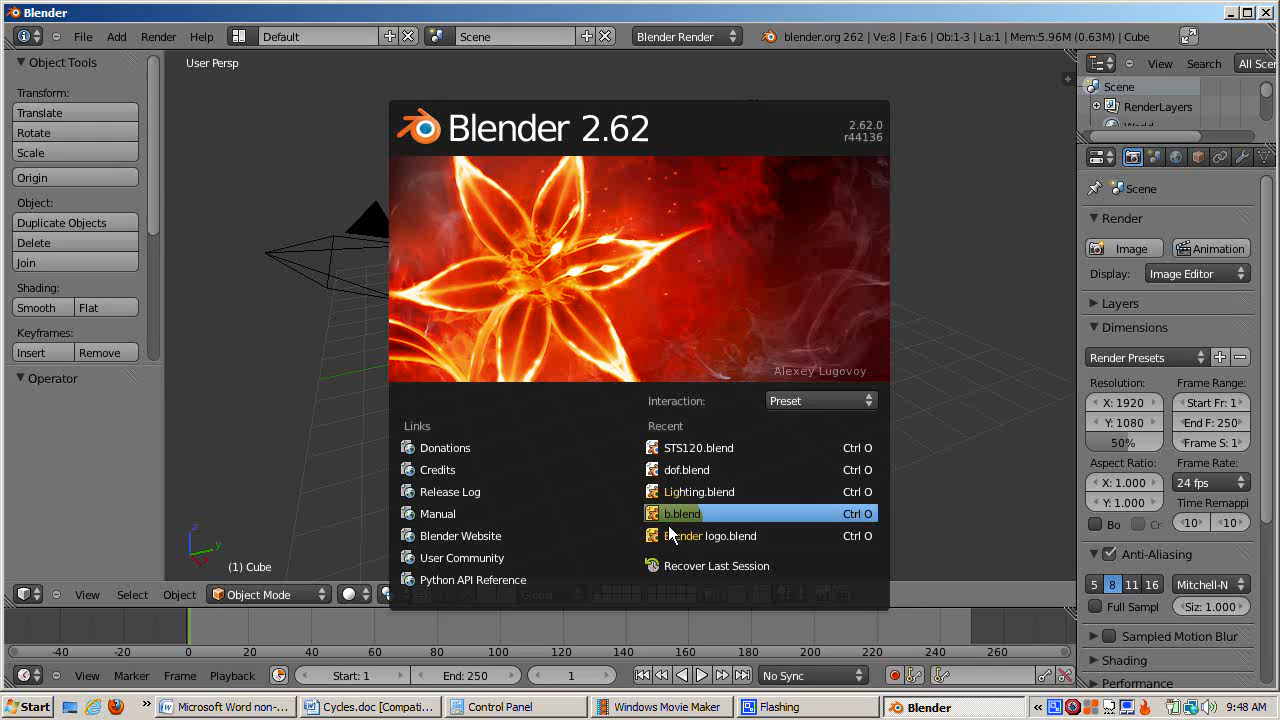 Blender
File Add Render Help Default Scene Blender Render blender.org 262 | Ve:8 | Fa:6 | Ob:1-3 | La:1 | Mem:5.96M (0.63M) | Cube
Object Tools
Transform:
Translate
Rotate
Scale
Origin
Object:
Duplicate Objects
Delete
Join
Shading:
Smooth Flat
Keyframes:
Insert Remove
Operator
User Persp
Blender 2.62
2.62.0
r44136
Alexey Lugovoy
Interaction: Preset
Links
Donations
Credits
Release Log
Manual
Blender Website
User Community
Python API Reference
Recent
STS120.blend Ctrl O
dof.blend Ctrl O
Lighting.blend Ctrl O
b.blend Ctrl O
Blender logo.blend Ctrl O
Recover Last Session
(1) Cube
View Select Object Object Mode Global
View Search All Scen
Scene
RenderLayers
World
Scene
Render
Image Animation
Display: Image Editor
Layers
Dimensions
Render Presets
Resolution: Frame Range:
X: 1920 Start Fr: 1
Y: 1080 End F: 250
50% Frame S: 1
Aspect Ratio: Frame Rate:
X: 1.000 24 fps
Y: 1.000 Time Remappi
Bo Cr 10 10
Anti-Aliasing
5 8 11 16 Mitchell-N
Full Sampl Siz: 1.000
Sampled Motion Blur
Shading
Performance
-40 -20 0 20 40 60 80 100 120 140 160 180 200 220 240 260
View Marker Frame Playback Start: 1 End: 250 1 No Sync
Start » Microsoft Word non-... Cycles.doc [Compati... Control Panel Windows Movie Maker Flashing Blender « 9:48 AM